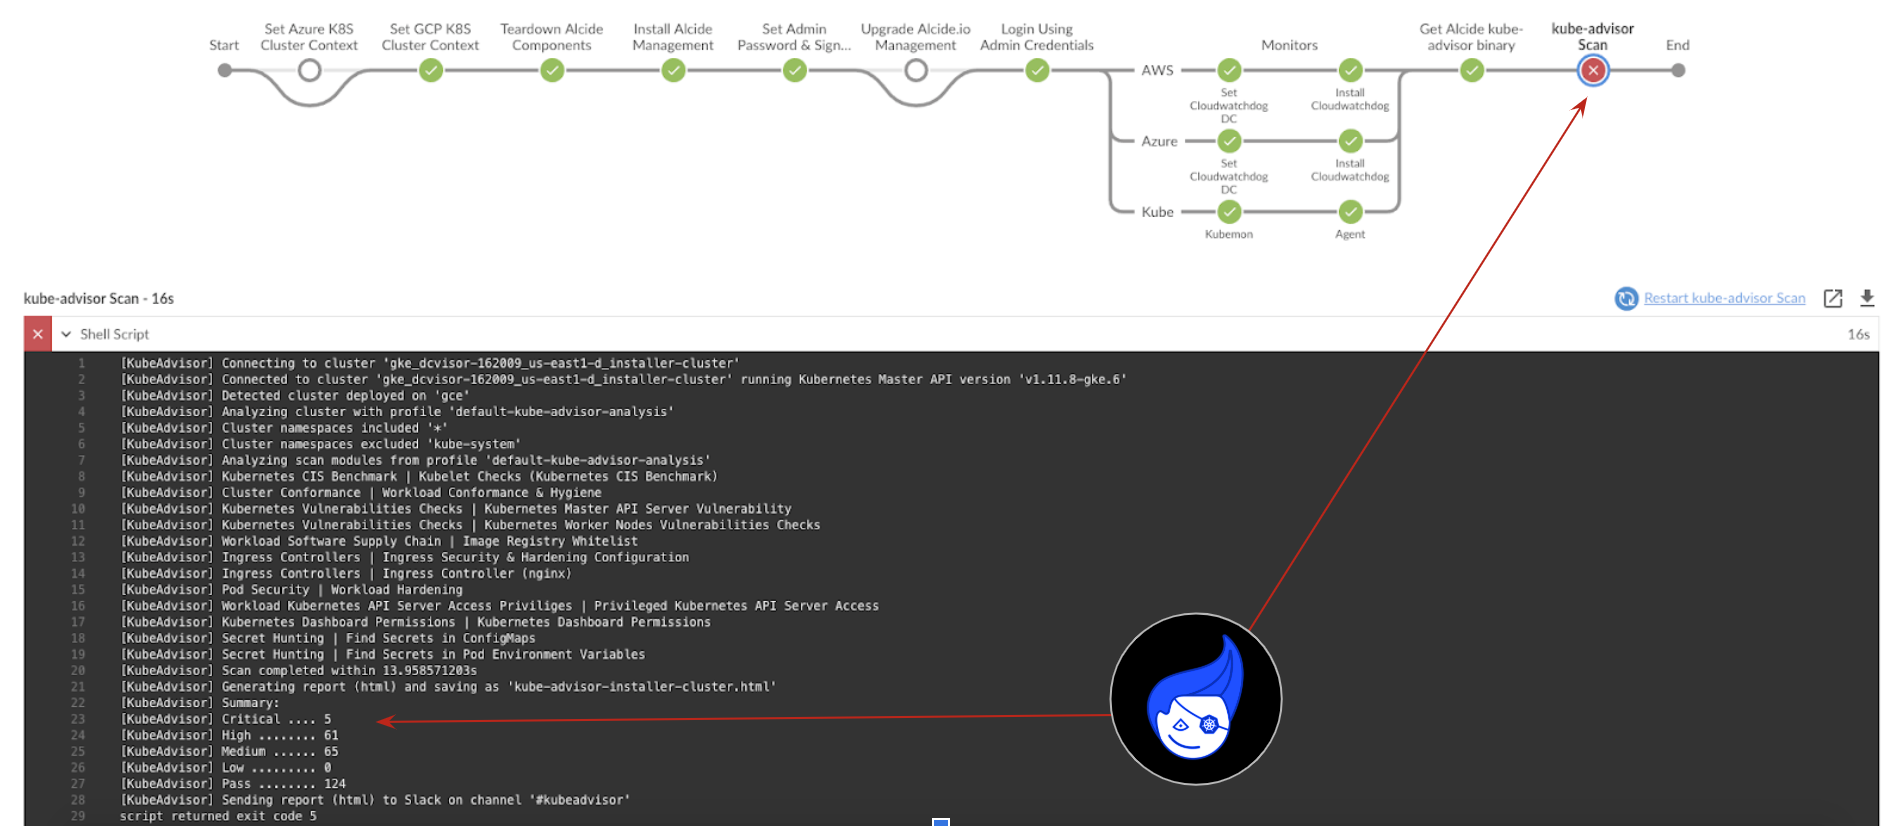 Start
Set Azure K8S
Cluster Context
Set GCP K8S
Cluster Context
Teardown Alcide
Components
Install Alcide
Management
Set Admin
Password & Sign...
Upgrade Alcide.io
Management
Login Using
Admin Credentials
Monitors
Get Alcide kube-
advisor binary
kube-advisor
Scan
End
AWS
Set
Cloudwatchdog
DC
Install
Cloudwatchdog
Azure
Set
Cloudwatchdog
DC
Install
Cloudwatchdog
Kube
Kubemon
Agent
kube-advisor Scan - 16s
Restart kube-advisor Scan
Shell Script
16s
1 [KubeAdvisor] Connecting to cluster 'gke_dcvisor-162009_us-east1-d_installer-cluster'
2 [KubeAdvisor] Connected to cluster 'gke_dcvisor-162009_us-east1-d_installer-cluster' running Kubernetes Master API version 'v1.11.8-gke.6'
3 [KubeAdvisor] Detected cluster deployed on 'gce'
4 [KubeAdvisor] Analyzing cluster with profile 'default-kube-advisor-analysis'
5 [KubeAdvisor] Cluster namespaces included '*'
6 [KubeAdvisor] Cluster namespaces excluded 'kube-system'
7 [KubeAdvisor] Analyzing scan modules from profile 'default-kube-advisor-analysis'
8 [KubeAdvisor] Kubernetes CIS Benchmark | Kubelet Checks (Kubernetes CIS Benchmark)
9 [KubeAdvisor] Cluster Conformance | Workload Conformance & Hygiene
10 [KubeAdvisor] Kubernetes Vulnerabilities Checks | Kubernetes Master API Server Vulnerability
11 [KubeAdvisor] Kubernetes Vulnerabilities Checks | Kubernetes Worker Nodes Vulnerabilities Checks
12 [KubeAdvisor] Workload Software Supply Chain | Image Registry Whitelist
13 [KubeAdvisor] Ingress Controllers | Ingress Security & Hardening Configuration
14 [KubeAdvisor] Ingress Controllers | Ingress Controller (nginx)
15 [KubeAdvisor] Pod Security | Workload Hardening
16 [KubeAdvisor] Workload Kubernetes API Server Access Priviliges | Privileged Kubernetes API Server Access
17 [KubeAdvisor] Kubernetes Dashboard Permissions | Kubernetes Dashboard Permissions
18 [KubeAdvisor] Secret Hunting | Find Secrets in ConfigMaps
19 [KubeAdvisor] Secret Hunting | Find Secrets in Pod Environment Variables
20 [KubeAdvisor] Scan completed within 13.958571203s
21 [KubeAdvisor] Generating report (html) and saving as 'kube-advisor-installer-cluster.html'
22 [KubeAdvisor] Summary:
23 [KubeAdvisor] Critical .... 5
24 [KubeAdvisor] High ........ 61
25 [KubeAdvisor] Medium ...... 65
26 [KubeAdvisor] Low ......... 0
27 [KubeAdvisor] Pass ........ 124
28 [KubeAdvisor] Sending report (html) to Slack on channel '#kubeadvisor'
29 script returned exit code 5